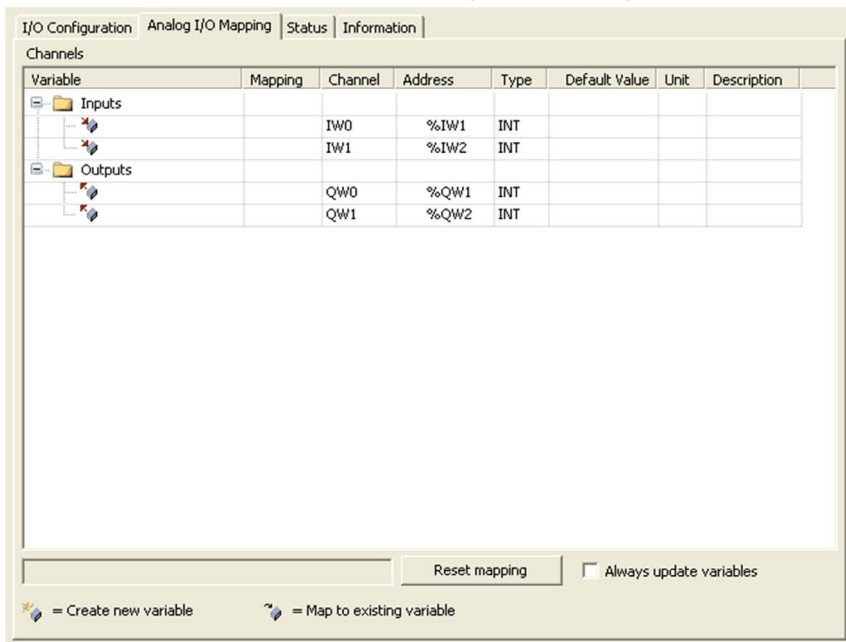 I/O Configuration Analog I/O Mapping Status Information
Channels
Variable Mapping Channel Address Type Default Value Unit Description
Inputs
IW0 %IW1 INT
IW1 %IW2 INT
Outputs
QW0 %QW1 INT
QW1 %QW2 INT
Reset mapping Always update variables
= Create new variable = Map to existing variable